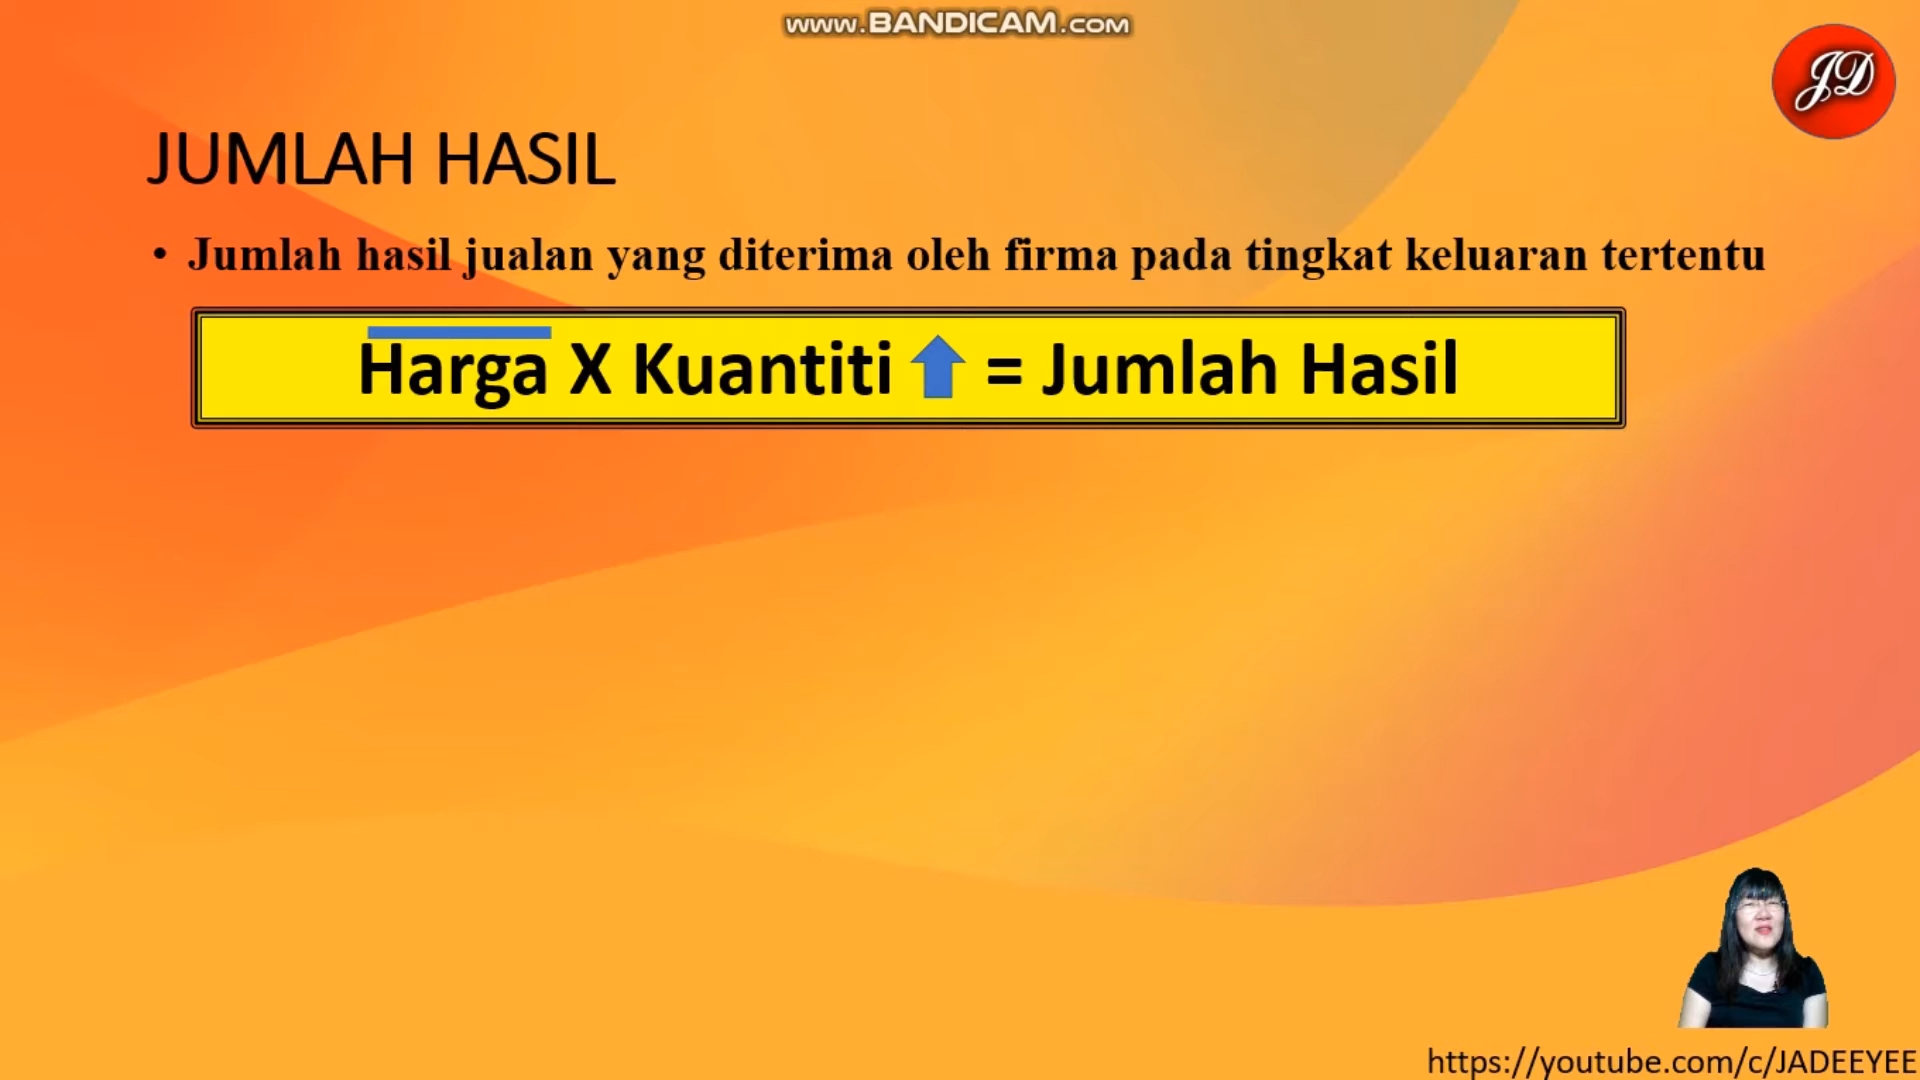 www.BANDICAM.com
JD
JUMLAH HASIL
• Jumlah hasil jualan yang diterima oleh firma pada tingkat keluaran tertentu
Harga X Kuantiti = Jumlah Hasil
https://youtube.com/c/JADEEYEE